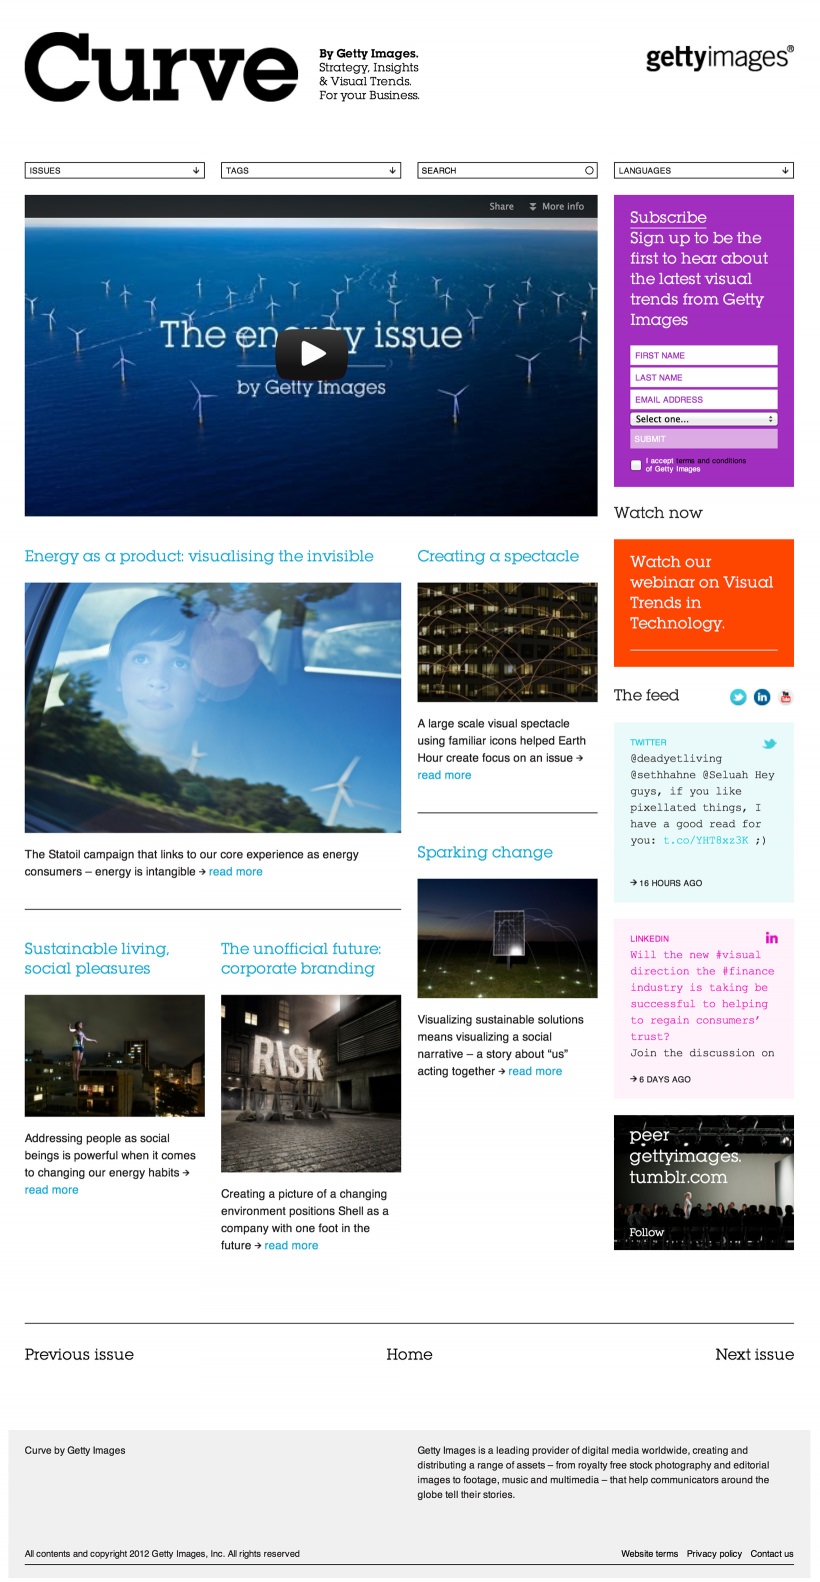 Curve
By Getty Images.
Strategy, Insights
& Visual Trends.
For your Business.
gettyimages®
ISSUES
TAGS
SEARCH
LANGUAGES
Share
More info
The energy issue
by Getty Images
Subscribe
Sign up to be the
first to hear about
the latest visual
trends from Getty
Images
FIRST NAME
LAST NAME
EMAIL ADDRESS
Select one...
SUBMIT
I accept terms and conditions
of Getty Images
Watch now
Watch our
webinar on Visual
Trends in
Technology.
Energy as a product: visualising the invisible
The Statoil campaign that links to our core experience as energy
consumers – energy is intangible → read more
Creating a spectacle
A large scale visual spectacle
using familiar icons helped Earth
Hour create focus on an issue →
read more
Sparking change
Visualizing sustainable solutions
means visualizing a social
narrative – a story about “us”
acting together → read more
Sustainable living,
social pleasures
Addressing people as social
beings is powerful when it comes
to changing our energy habits →
read more
The unofficial future:
corporate branding
RISK
Creating a picture of a changing
environment positions Shell as a
company with one foot in the
future → read more
The feed
in
You
Tube
TWITTER
@deadyetliving
@sethhahne @Seluah Hey
guys, if you like
pixellated things, I
have a good read for
you: t.co/YHT8xz3K ;)
→ 16 HOURS AGO
LINKEDIN
in
Will the new #visual
direction the #finance
industry is taking be
successful to helping
to regain consumers’
trust?
Join the discussion on
→ 6 DAYS AGO
peer
gettyimages.
tumblr.com
Follow
Previous issue
Home
Next issue
Curve by Getty Images
Getty Images is a leading provider of digital media worldwide, creating and
distributing a range of assets – from royalty free stock photography and editorial
images to footage, music and multimedia – that help communicators around the
globe tell their stories.
All contents and copyright 2012 Getty Images, Inc. All rights reserved
Website terms
Privacy policy
Contact us